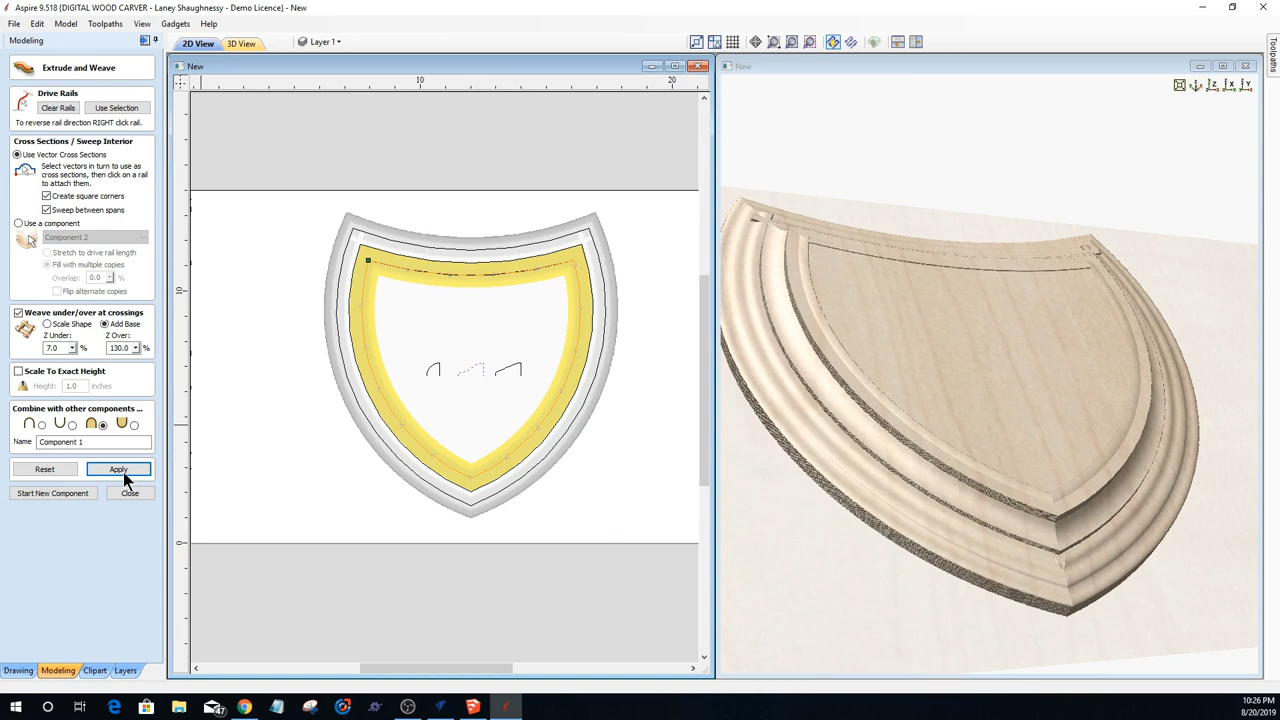 Aspire 9.518 (DIGITAL WOOD CARVER - Laney Shaughnessy - Demo Licence) - New
File Edit Model Toolpaths View Gadgets Help
Modeling
2D View 3D View Layer 1
Extrude and Weave
New
New
10 20
Drive Rails
Clear Rails Use Selection
To reverse rail direction RIGHT click rail.
Cross Sections / Sweep Interior
Use Vector Cross Sections
Select vectors in turn to use as
cross sections, then click on a rail
to attach them.
Create square corners
Sweep between spans
Use a component
Component 2
Stretch to drive rail length
Fill with multiple copies
Overlap: 0.0 %
Flip alternate copies
10
Weave under/over at crossings
Scale Shape Add Base
Z Under: Z Over:
7.0 % 130.0 %
Scale To Exact Height
Height: 1.0 inches
Combine with other components ...
Name Component 1
Reset Apply
Start New Component Close
0
Drawing Modeling Clipart Layers
Toolpaths
Z X Y
47
10:26 PM
8/20/2019